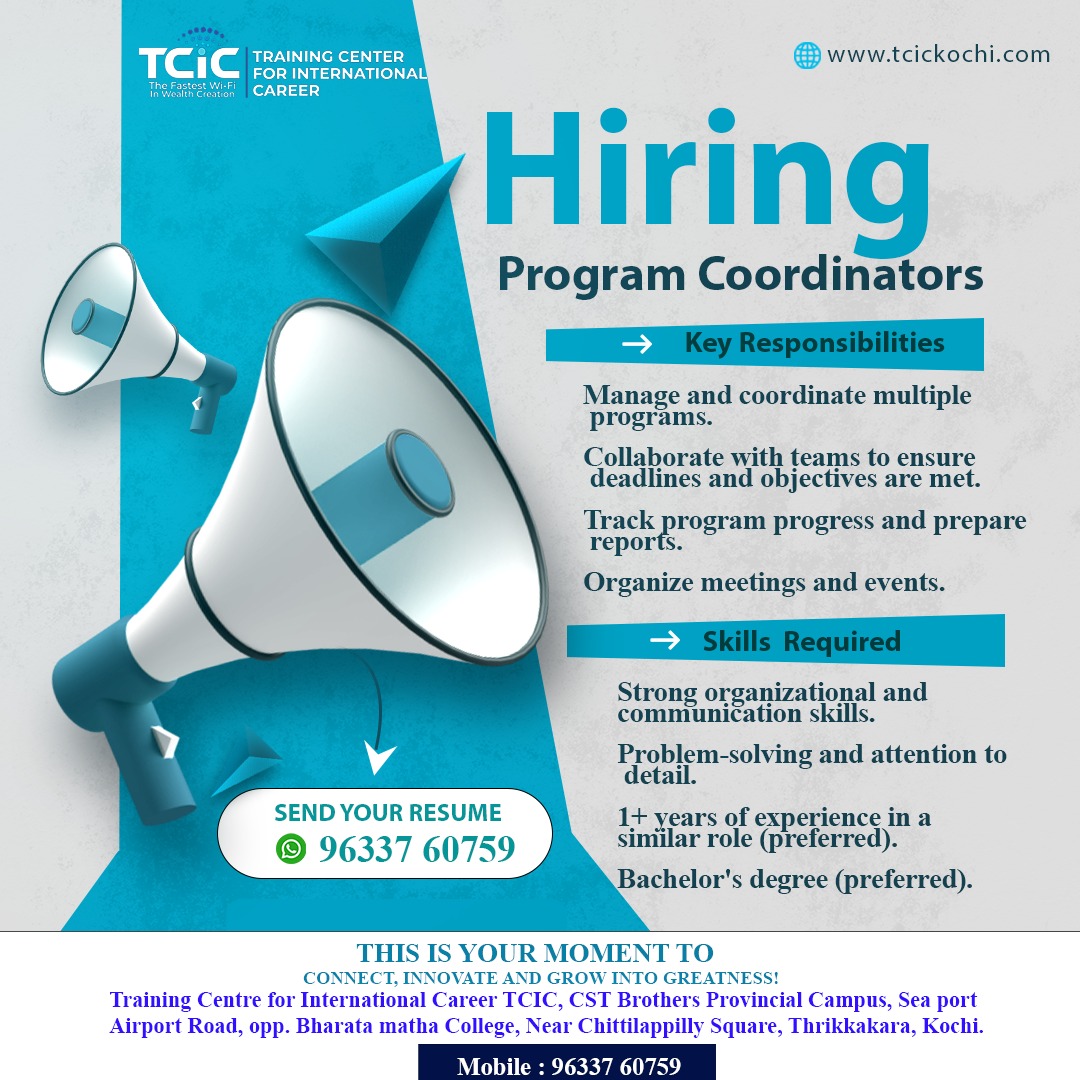 TCiC
The Fastest Wi-Fi
In Wealth Creation
TRAINING CENTER
FOR INTERNATIONAL
CAREER
www.tcickochi.com
Hiring
Program Coordinators
Key Responsibilities
Manage and coordinate multiple
programs.
Collaborate with teams to ensure
deadlines and objectives are met.
Track program progress and prepare
reports.
Organize meetings and events.
Skills Required
Strong organizational and
communication skills.
Problem-solving and attention to
detail.
1+ years of experience in a
similar role (preferred).
Bachelor's degree (preferred).
SEND YOUR RESUME
96337 60759
THIS IS YOUR MOMENT TO
CONNECT, INNOVATE AND GROW INTO GREATNESS!
Training Centre for International Career TCIC, CST Brothers Provincial Campus, Sea port
Airport Road, opp. Bharata matha College, Near Chittilappilly Square, Thrikkakara, Kochi.
Mobile : 96337 60759